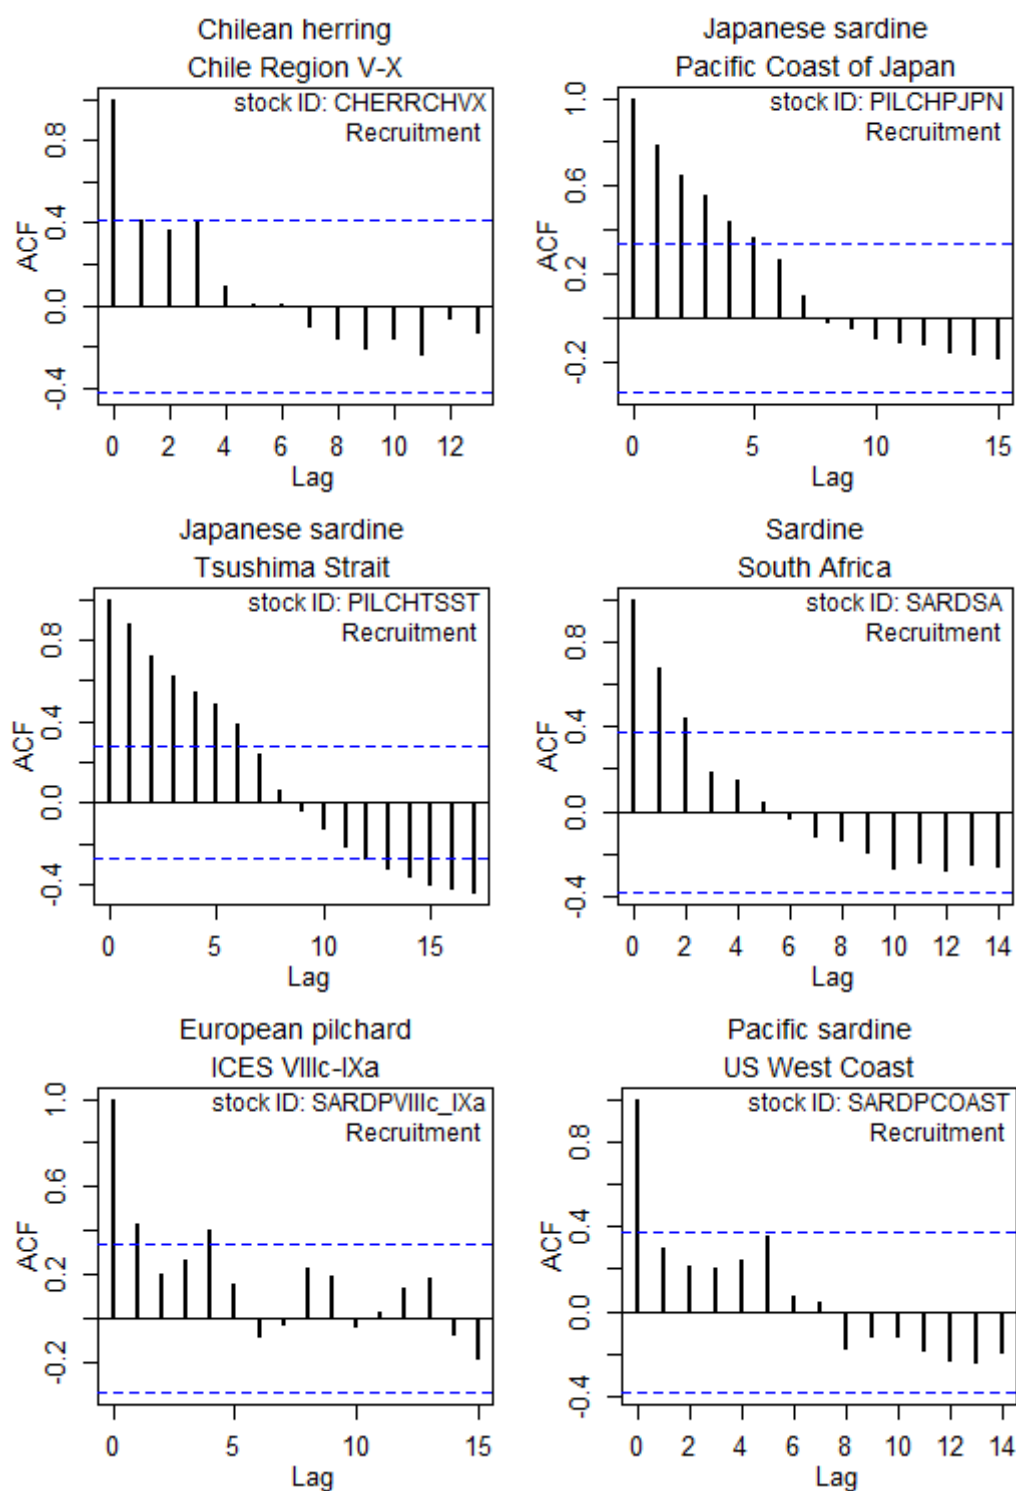 Chilean herring
Chile Region V-X
stock ID: CHERRCHVX
Recruitment
ACF
-0.4 0.0 0.4 0.8
0 2 4 6 8 10 12
Lag
Japanese sardine
Pacific Coast of Japan
stock ID: PILCHPJPN
Recruitment
ACF
-0.2 0.2 0.6 1.0
0 5 10 15
Lag
Japanese sardine
Tsushima Strait
stock ID: PILCHTSST
Recruitment
ACF
-0.4 0.0 0.4 0.8
0 5 10 15
Lag
Sardine
South Africa
stock ID: SARDSA
Recruitment
ACF
-0.4 0.0 0.4 0.8
0 2 4 6 8 10 12 14
Lag
European pilchard
ICES VIIIc-IXa
stock ID: SARDPVIIIc_IXa
Recruitment
ACF
-0.2 0.2 0.6 1.0
0 5 10 15
Lag
Pacific sardine
US West Coast
stock ID: SARDPCOAST
Recruitment
ACF
-0.4 0.0 0.4 0.8
0 2 4 6 8 10 12 14
Lag